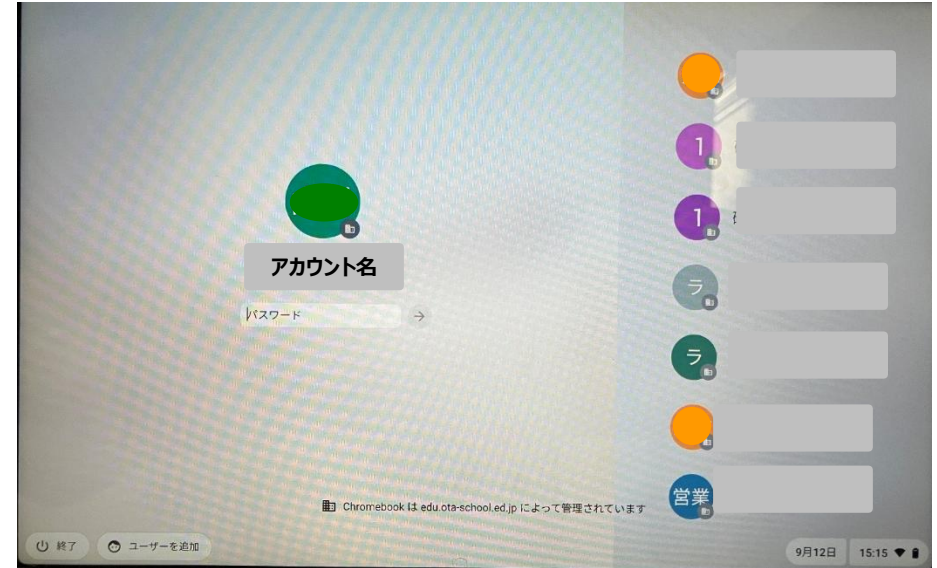 アカウント名
パスワード
1
1
ラ
ラ
営業
Chromebook は edu.ota-school.ed.jp によって管理されています
終了
ユーザーを追加
9月12日
15:15